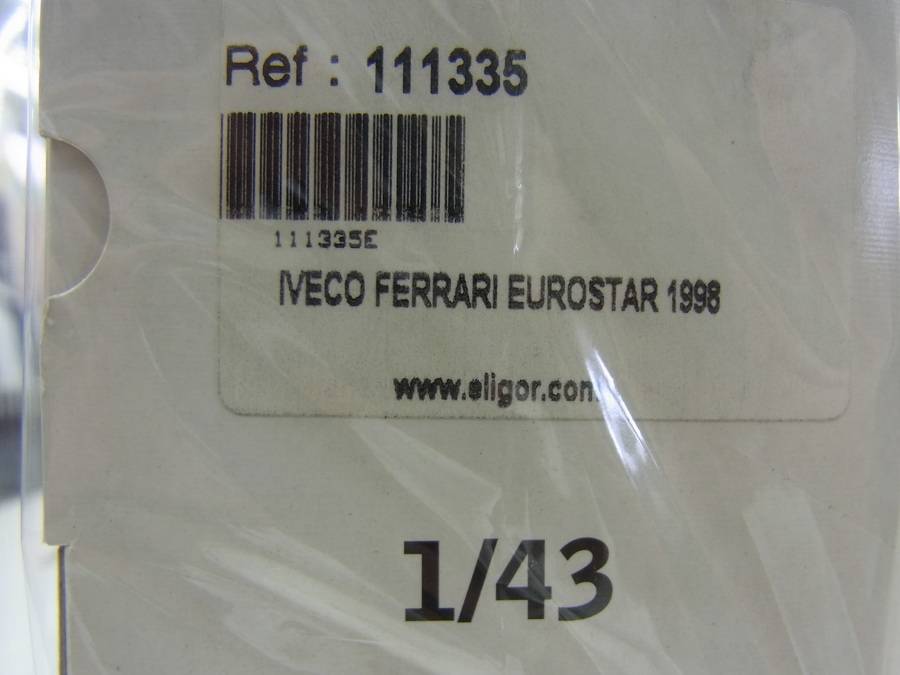 Ref : 111335
111335E
IVECO FERRARI EUROSTAR 1998
www.eligor.com
1/43